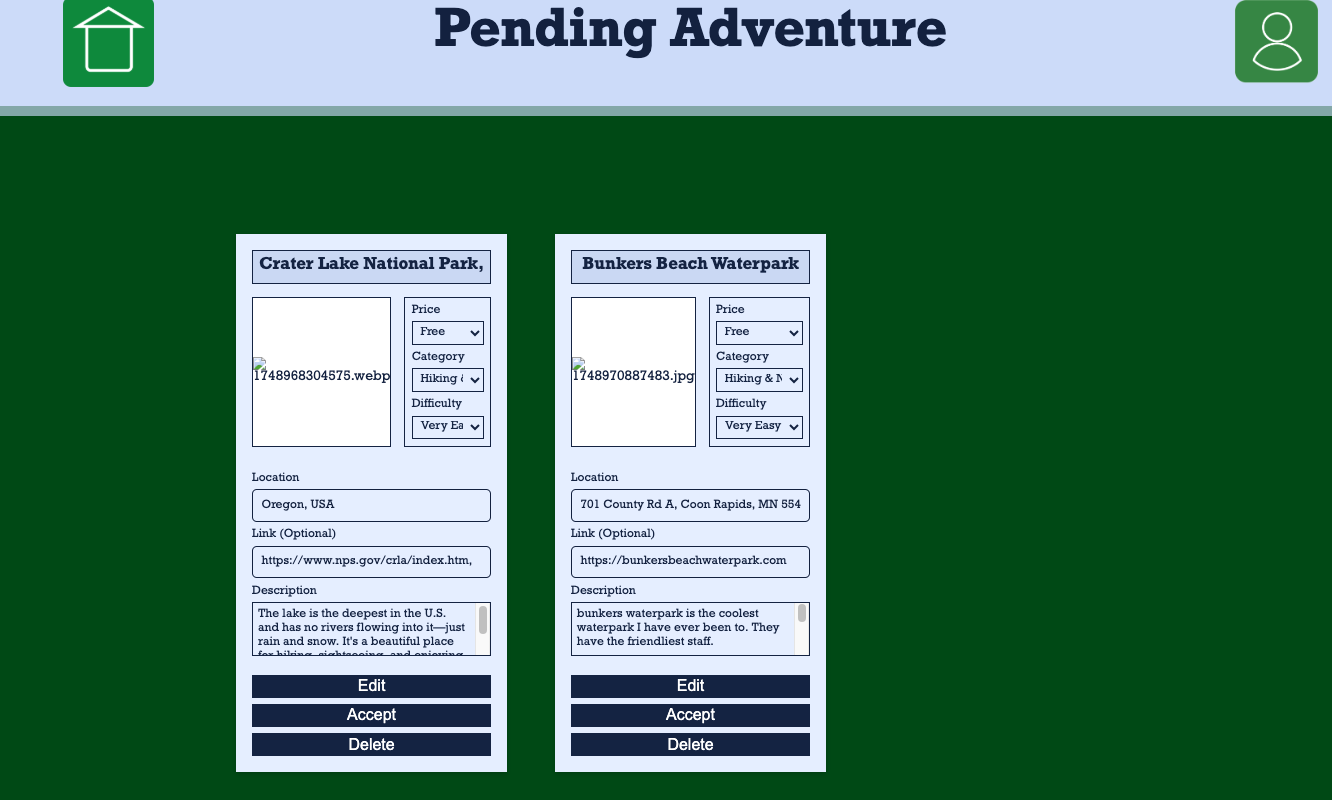 Pending Adventure
Crater Lake National Park,
1748968304575.webp
Price
Free
Category
Hiking &
Difficulty
Very Ea
Location
Oregon, USA
Link (Optional)
https://www.nps.gov/crla/index.htm,
Description
The lake is the deepest in the U.S.
and has no rivers flowing into it—just
rain and snow. It's a beautiful place
for hiking, sightseeing, and enjoying
Edit
Accept
Delete
Bunkers Beach Waterpark
1748970887483.jpg
Price
Free
Category
Hiking & N
Difficulty
Very Easy
Location
701 County Rd A, Coon Rapids, MN 554
Link (Optional)
https://bunkersbeachwaterpark.com
Description
bunkers waterpark is the coolest
waterpark I have ever been to. They
have the friendliest staff.
Edit
Accept
Delete